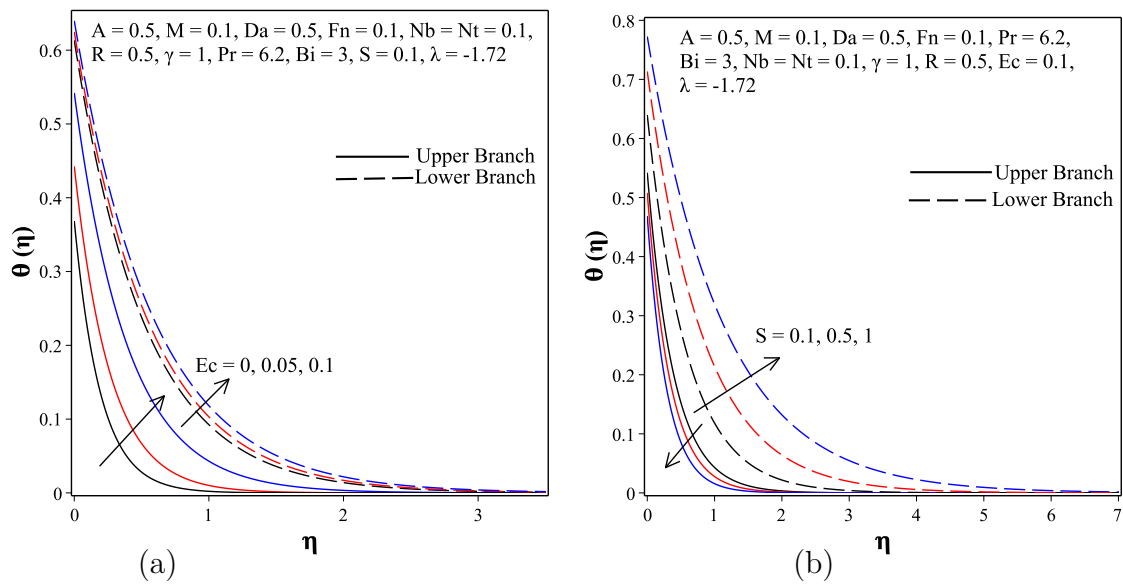 A = 0.5, M = 0.1, Da = 0.5, Fn = 0.1, Nb = Nt = 0.1,
R = 0.5, γ = 1, Pr = 6.2, Bi = 3, S = 0.1, λ = -1.72
Upper Branch
Lower Branch
Ec = 0, 0.05, 0.1
θ (η)
0.6
0.5
0.4
0.3
0.2
0.1
0
0
1
2
3
η
(a)
A = 0.5, M = 0.1, Da = 0.5, Fn = 0.1, Pr = 6.2,
Bi = 3, Nb = Nt = 0.1, γ = 1, R = 0.5, Ec = 0.1,
λ = -1.72
Upper Branch
Lower Branch
S = 0.1, 0.5, 1
θ (η)
0.8
0.7
0.6
0.5
0.4
0.3
0.2
0.1
0
0
1
2
3
4
5
6
7
η
(b)